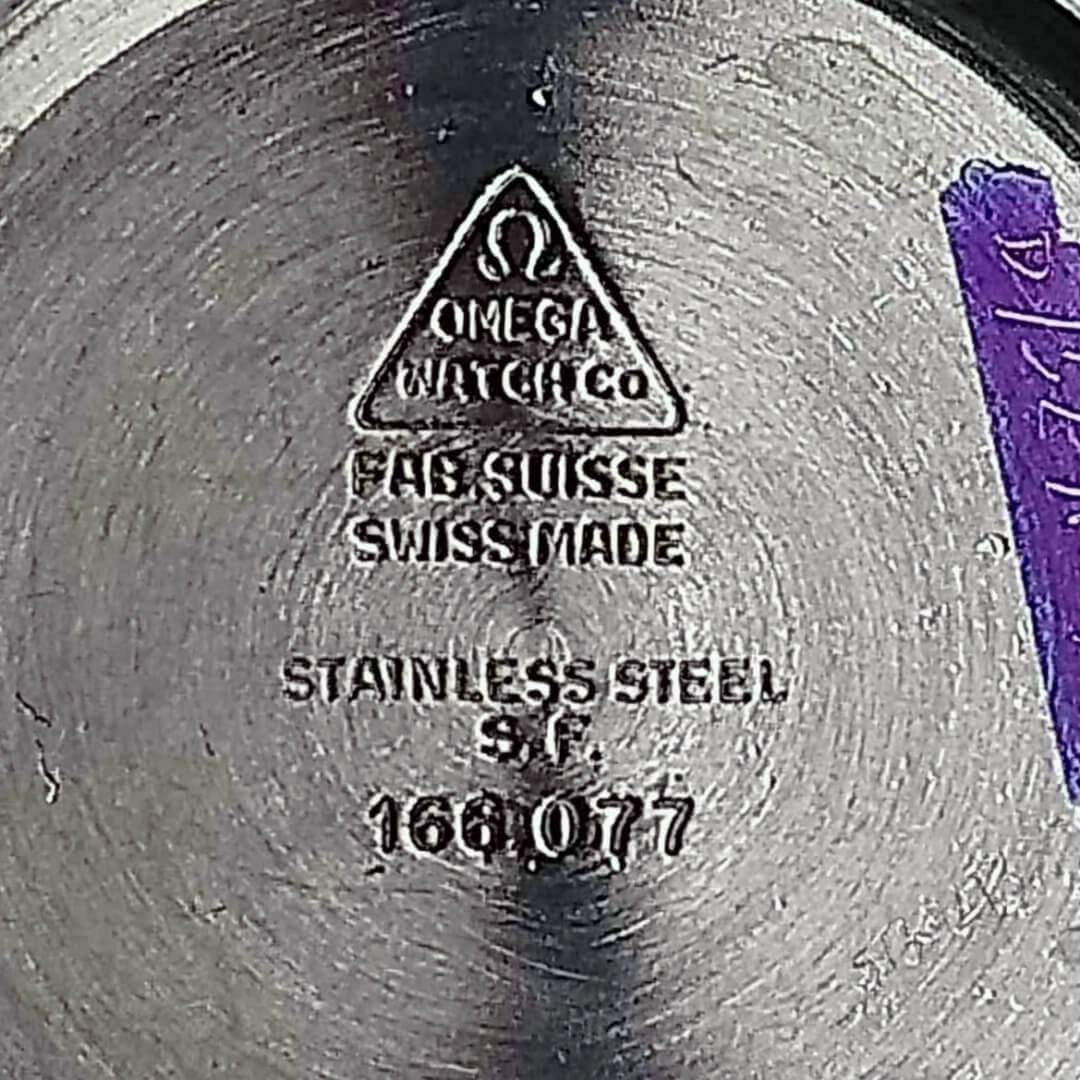 Ω
OMEGA
WATCH Co
FAB. SUISSE
SWISS MADE
STAINLESS STEEL
S.F.
166.077